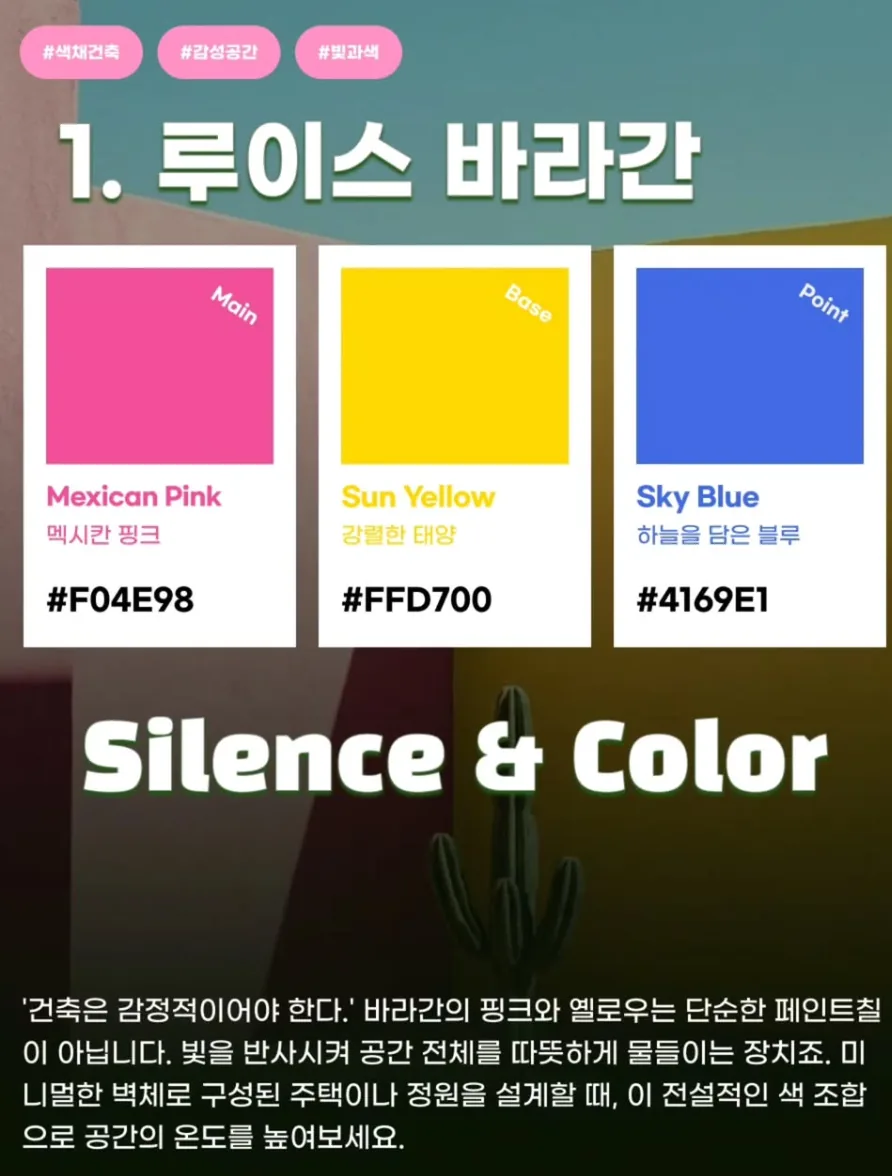 #색채건축 #감성공간 #빛과색
1. 루이스 바라간
Main
Mexican Pink
멕시칸 핑크
#F04E98
Base
Sun Yellow
강렬한 태양
#FFD700
Point
Sky Blue
하늘을 담은 블루
#4169E1
Silence & Color
'건축은 감정적이어야 한다.' 바라간의 핑크와 옐로우는 단순한 페인트칠
이 아닙니다. 빛을 반사시켜 공간 전체를 따뜻하게 물들이는 장치죠. 미
니멀한 벽체로 구성된 주택이나 정원을 설계할 때, 이 전설적인 색 조합
으로 공간의 온도를 높여보세요.